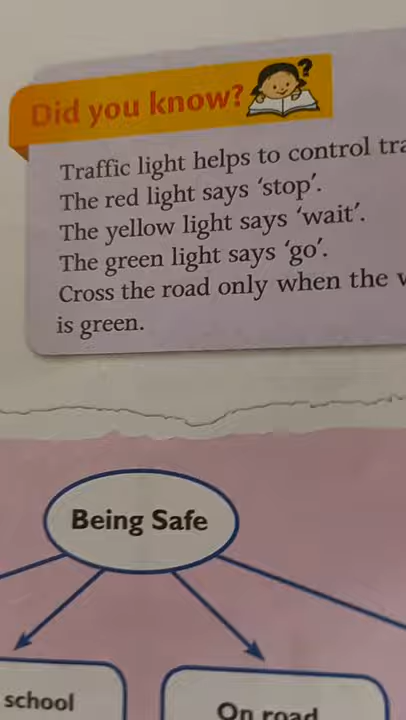 Did you know?
Traffic light helps to control
The red light says ‘stop’.
The yellow light says ‘wait’.
The green light says ‘go’.
Cross the road only when the
is green.
Being Safe
school
On road